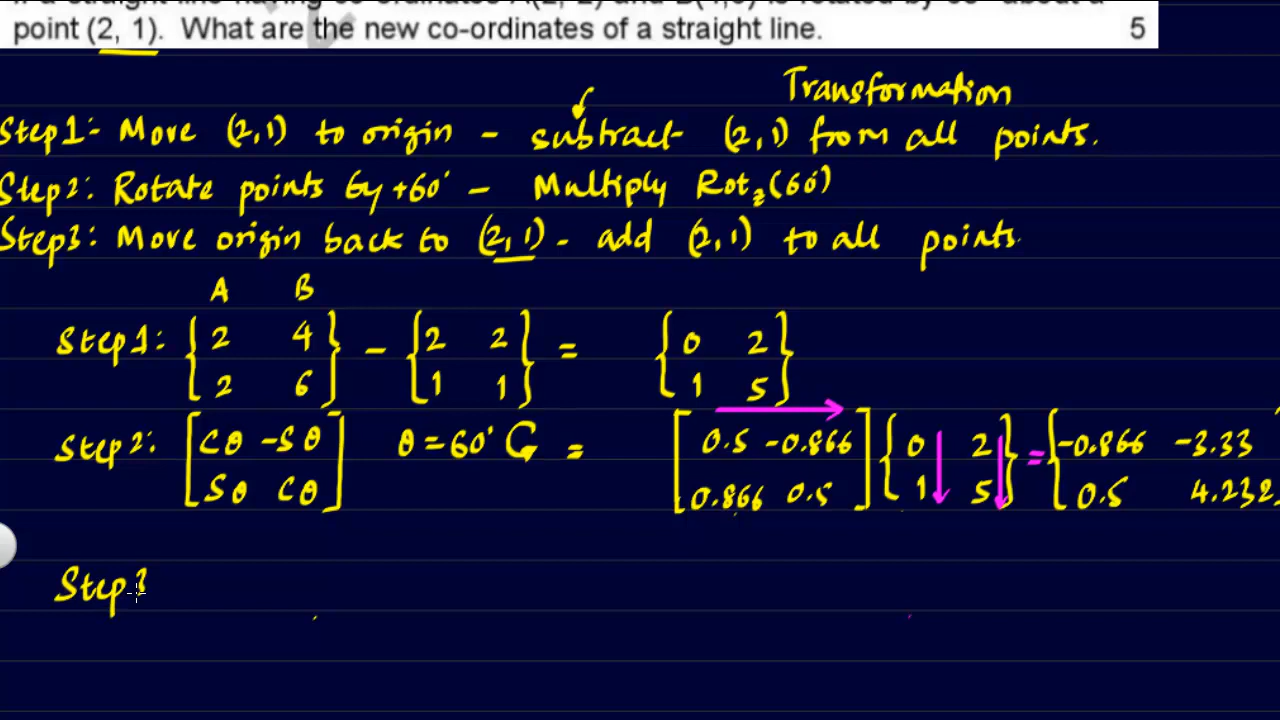 point (2, 1). What are the new co-ordinates of a straight line. 5
Transformation
Step1:- Move (2,1) to origin - subtract (2,1) from all points.
Step2: Rotate points by +60° - Multiply Rotz(60°)
Step3: Move origin back to (2,1) - add (2,1) to all points.
A B
Step1: {2 4 - {2 2 = {0 2}
2 6} 1 1} 1 5}
Step2: [Cθ -Sθ] θ = 60° = [0.5 -0.866] {0 2} = {-0.866 -3.33
Sθ Cθ] 0.866 0.5] 1 5} 0.5 4.232
Step3